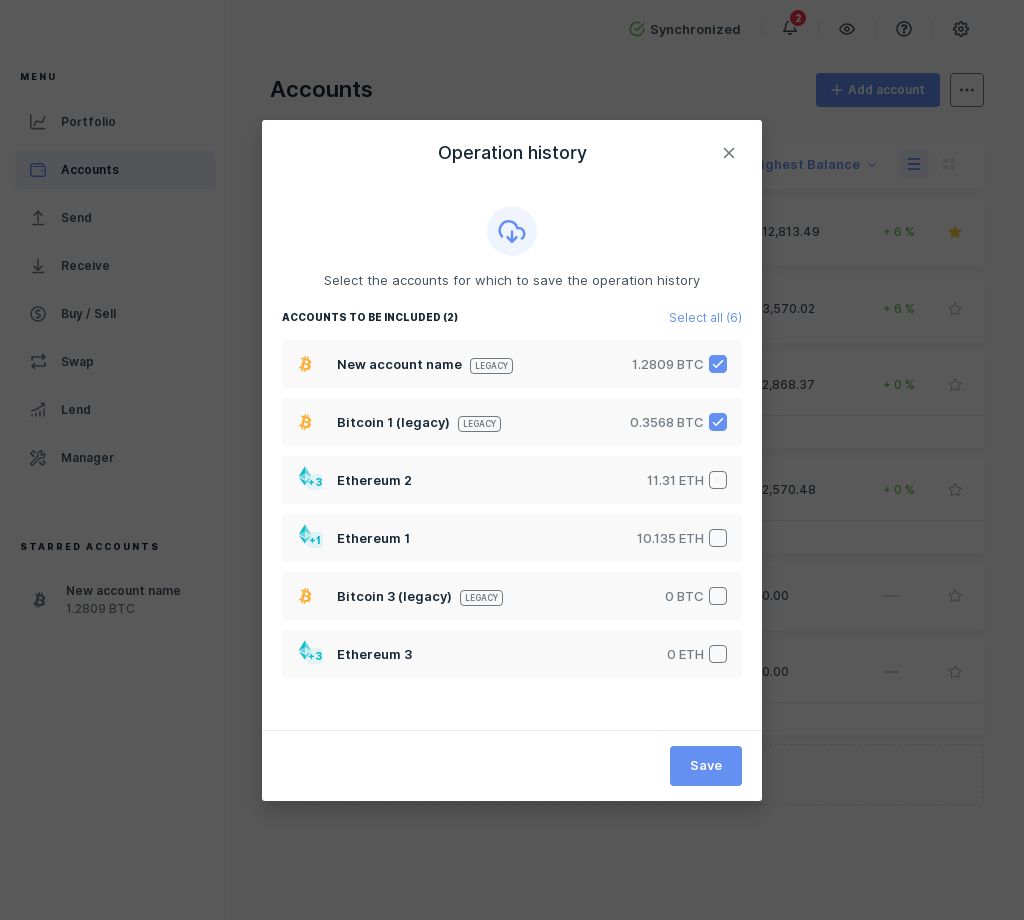 Synchronized
2
MENU
Accounts
Add account
Portfolio
Accounts
Send
Receive
Buy / Sell
Swap
Lend
Manager
STARRED ACCOUNTS
New account name
1.2809 BTC
Operation history
Select the accounts for which to save the operation history
ACCOUNTS TO BE INCLUDED (2)
Select all (6)
New account name LEGACY 1.2809 BTC
Bitcoin 1 (legacy) LEGACY 0.3568 BTC
+3 Ethereum 2 11.31 ETH
+1 Ethereum 1 10.135 ETH
Bitcoin 3 (legacy) LEGACY 0 BTC
+3 Ethereum 3 0 ETH
Save
Balance
12,813.49 + 6 %
3,570.02 + 6 %
2,868.37 + 0 %
2,570.48 + 0 %
0.00 —
0.00 —